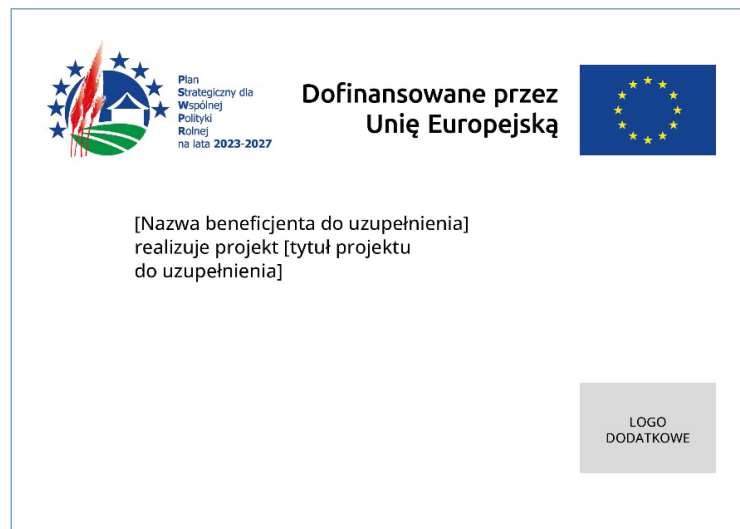 Plan
Strategiczny dla
Wspólnej
Polityki
Rolnej
na lata 2023-2027
Dofinansowane przez
Unię Europejską
[Nazwa beneficjenta do uzupełnienia]
realizuje projekt [tytuł projektu
do uzupełnienia]
LOGO
DODATKOWE